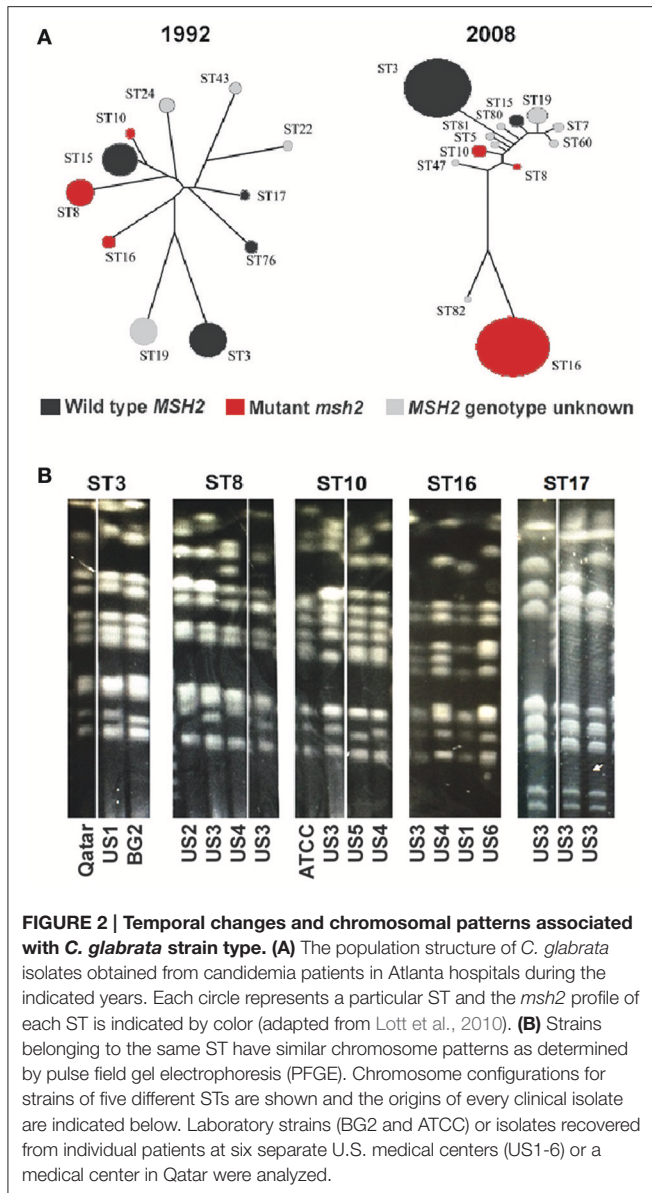 A
1992
2008
ST43
ST24
ST10
ST22
ST15
ST8
ST17
ST16
ST76
ST19
ST3
ST3
ST15
ST19
ST80
ST81
ST7
ST5
ST60
ST10
ST47
ST8
ST82
ST16
Wild type MSH2 Mutant msh2 MSH2 genotype unknown
B
ST3 ST8 ST10 ST16 ST17
Qatar US1 BG2 US2 US3 US4 US3 ATCC US3 US5 US4 US3 US4 US1 US6 US3 US3 US3
FIGURE 2 | Temporal changes and chromosomal patterns associated
with C. glabrata strain type. (A) The population structure of C. glabrata
isolates obtained from candidemia patients in Atlanta hospitals during the
indicated years. Each circle represents a particular ST and the msh2 profile of
each ST is indicated by color (adapted from Lott et al., 2010). (B) Strains
belonging to the same ST have similar chromosome patterns as determined
by pulse field gel electrophoresis (PFGE). Chromosome configurations for
strains of five different STs are shown and the origins of every clinical isolate
are indicated below. Laboratory strains (BG2 and ATCC) or isolates recovered
from individual patients at six separate U.S. medical centers (US1-6) or a
medical center in Qatar were analyzed.